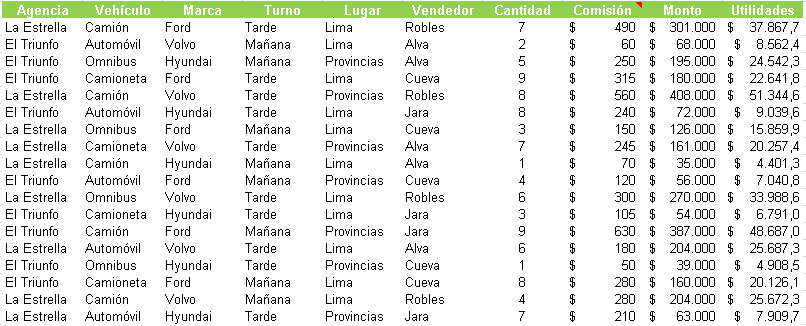 Agencia Vehículo Marca Turno Lugar Vendedor Cantidad Comisión Monto Utilidades
La Estrella Camión Ford Tarde Lima Robles 7 $ 490 $ 301.000 $ 37.867,7
El Triunfo Automóvil Volvo Mañana Lima Alva 2 $ 60 $ 68.000 $ 8.562,4
El Triunfo Omnibus Hyundai Mañana Provincias Alva 5 $ 250 $ 195.000 $ 24.542,3
El Triunfo Camioneta Ford Tarde Lima Cueva 9 $ 315 $ 180.000 $ 22.641,8
La Estrella Camión Volvo Tarde Provincias Robles 8 $ 560 $ 408.000 $ 51.344,6
El Triunfo Automóvil Hyundai Tarde Lima Jara 8 $ 240 $ 72.000 $ 9.039,6
La Estrella Omnibus Ford Mañana Lima Cueva 3 $ 150 $ 126.000 $ 15.859,9
La Estrella Camioneta Volvo Tarde Provincias Alva 7 $ 245 $ 161.000 $ 20.257,4
La Estrella Camión Hyundai Mañana Lima Alva 1 $ 70 $ 35.000 $ 4.401,3
El Triunfo Automóvil Ford Mañana Provincias Cueva 4 $ 120 $ 56.000 $ 7.040,8
La Estrella Omnibus Volvo Tarde Lima Robles 6 $ 300 $ 270.000 $ 33.988,6
El Triunfo Camioneta Hyundai Tarde Lima Jara 3 $ 105 $ 54.000 $ 6.791,0
El Triunfo Camión Ford Tarde Provincias Jara 9 $ 630 $ 387.000 $ 48.687,0
La Estrella Automóvil Volvo Tarde Lima Alva 6 $ 180 $ 204.000 $ 25.687,3
El Triunfo Omnibus Hyundai Tarde Provincias Cueva 1 $ 50 $ 39.000 $ 4.908,5
El Triunfo Camioneta Ford Mañana Lima Cueva 8 $ 280 $ 160.000 $ 20.126,1
La Estrella Camión Volvo Mañana Lima Robles 4 $ 280 $ 204.000 $ 25.672,3
La Estrella Automóvil Hyundai Tarde Provincias Jara 7 $ 210 $ 63.000 $ 7.909,7